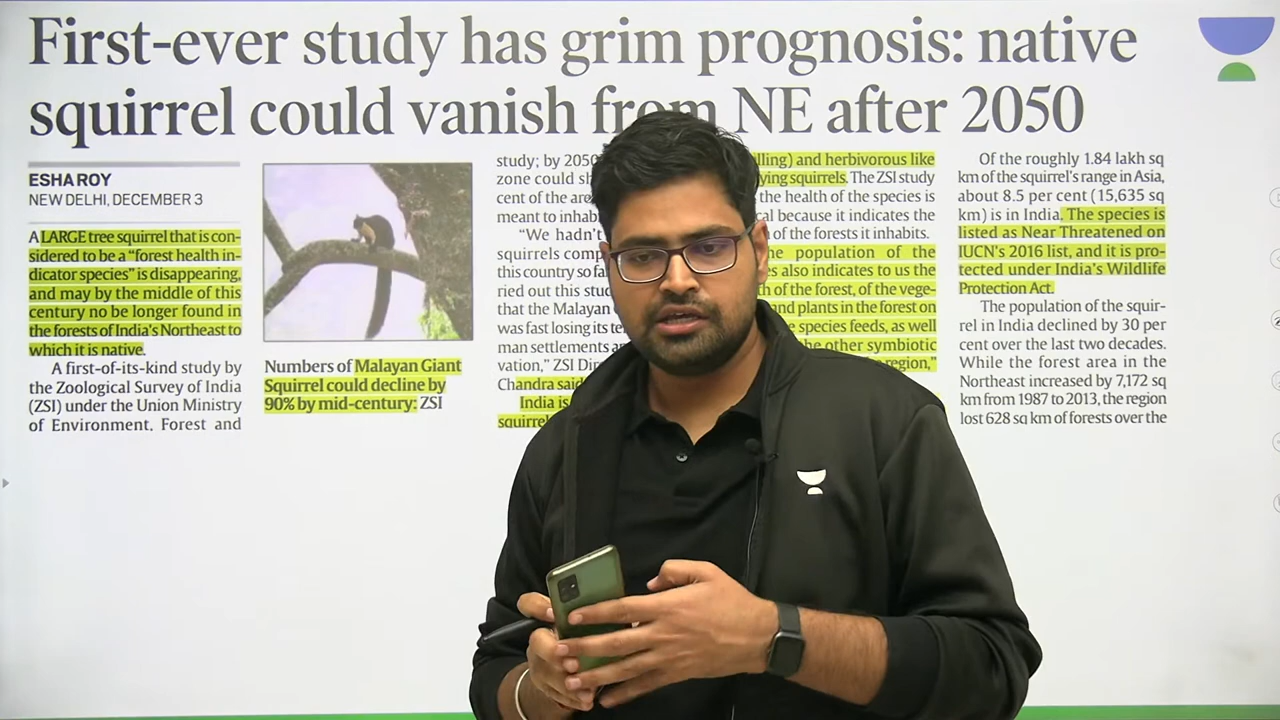 First-ever study has grim prognosis: native
squirrel could vanish from NE after 2050
ESHA ROY
NEW DELHI, DECEMBER 3
A LARGE tree squirrel that is con-
sidered to be a “forest health in-
dicator species” is disappearing,
and may by the middle of this
century no be longer found in
the forests of India's Northeast to
which it is native.
A first-of-its-kind study by
the Zoological Survey of India
(ZSI) under the Union Ministry
of Environment, Forest and
Numbers of Malayan Giant
Squirrel could decline by
90% by mid-century: ZSI
study; by 2050
zone could
cent of the
meant to inhab
“We hadn't
squirrels comp
this country so fa
ried out this stud
that the Malayan
was fast losing its
man settlements
vation,” ZSI Dir
Chandra said
India is
squirrel
lling) and herbivorous like
ying squirrels. The ZSI study
the health of the species is
cal because it indicates the
of the forests it inhabits.
he population of the
es also indicates to us the
h of the forest, of the vege-
and plants in the forest on
species feeds, as well
he other symbiotic
region,”
Of the roughly 1.84 lakh sq
km of the squirrel's range in Asia,
about 8.5 per cent (15,635 sq
km) is in India. The species is
listed as Near Threatened on
IUCN's 2016 list, and it is pro-
tected under India's Wildlife
Protection Act.
The population of the squir-
rel in India declined by 30 per
cent over the last two decades.
While the forest area in the
Northeast increased by 7,172 sq
km from 1987 to 2013, the region
lost 628 sq km of forests over the